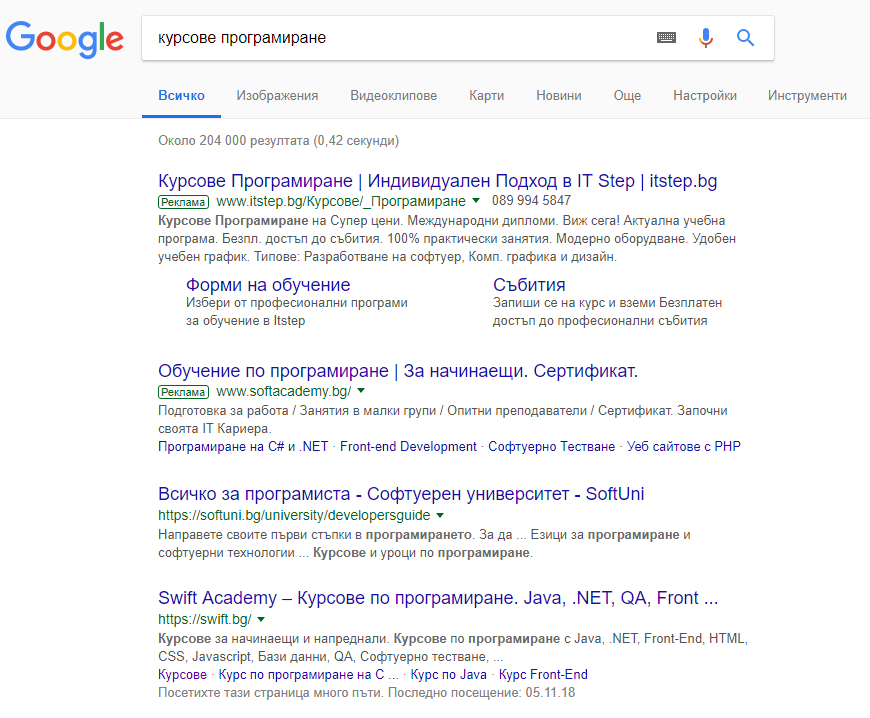 Google
курсове програмиране
Всичко Изображения Видеоклипове Карти Новини Още Настройки Инструменти
Около 204 000 резултата (0,42 секунди)
Курсове Програмиране | Индивидуален Подход в IT Step | itstep.bg
Реклама www.itstep.bg/Курсове/_Програмиране 089 994 5847
Курсове Програмиране на Супер цени. Международни дипломи. Виж сега! Актуална учебна
програма. Безпл. достъп до събития. 100% практически занятия. Модерно оборудване. Удобен
учебен график. Типове: Разработване на софтуер, Комп. графика и дизайн.
Форми на обучение
Избери от професионални програми
за обучение в Itstep
Събития
Запиши се на курс и вземи Безплатен
достъп до професионални събития
Обучение по програмиране | За начинаещи. Сертификат.
Реклама www.softacademy.bg/
Подготовка за работа / Занятия в малки групи / Опитни преподаватели / Сертификат. Започни
своята IT Кариера.
Програмиране на C# и .NET · Front-end Development · Софтуерно Тестване · Уеб сайтове с PHP
Всичко за програмиста - Софтуерен университет - SoftUni
https://softuni.bg/university/developersguide
Направете своите първи стъпки в програмирането. За да ... Езици за програмиране и
софтуерни технологии ... Курсове и уроци по програмиране.
Swift Academy – Курсове по програмиране. Java, .NET, QA, Front ...
https://swift.bg/
Курсове за начинаещи и напреднали. Курсове по програмиране с Java, .NET, Front-End, HTML,
CSS, Javascript, Бази данни, QA, Софтуерно тестване, ...
Курсове · Курс по програмиране на C ... · Курс по Java · Курс Front-End
Посетихте тази страница много пъти. Последно посещение: 05.11.18